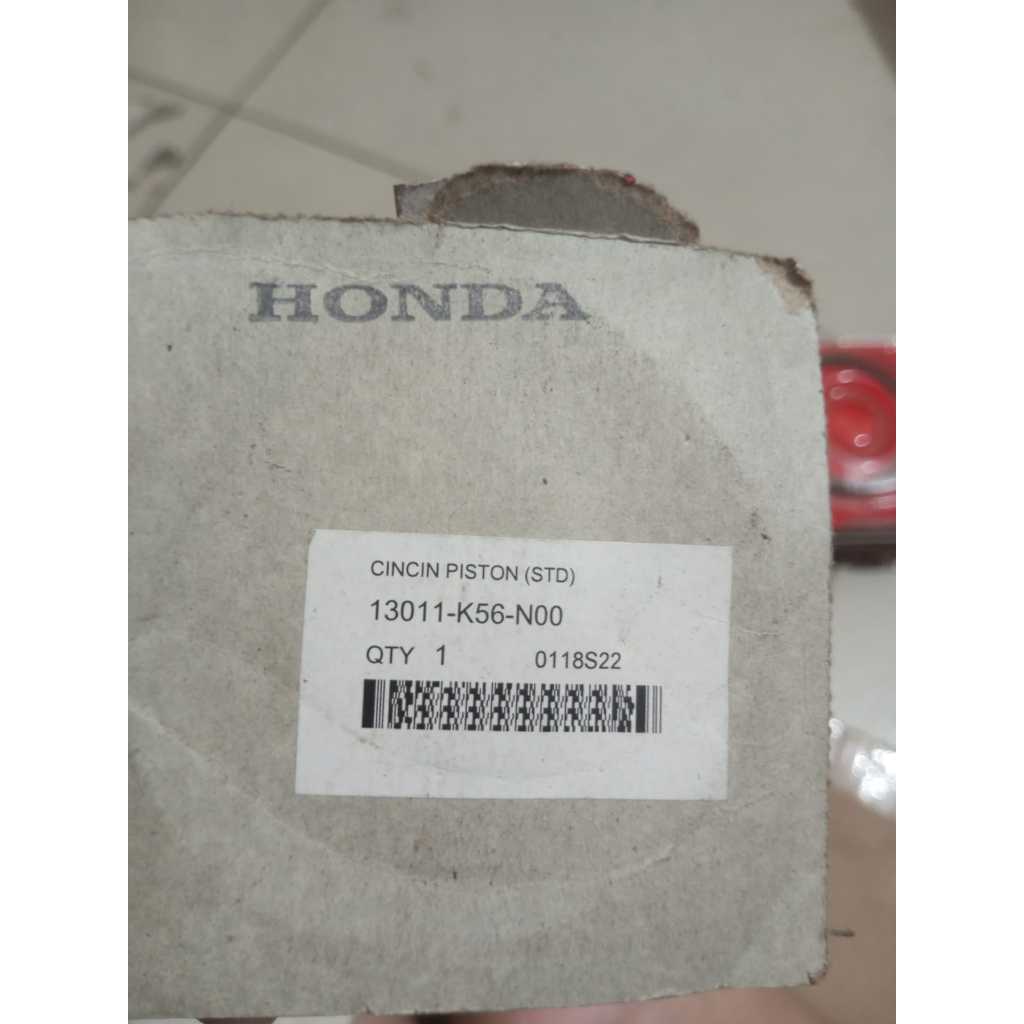 HONDA
CINCIN PISTON (STD)
13011-K56-N00
QTY 1 0118S22